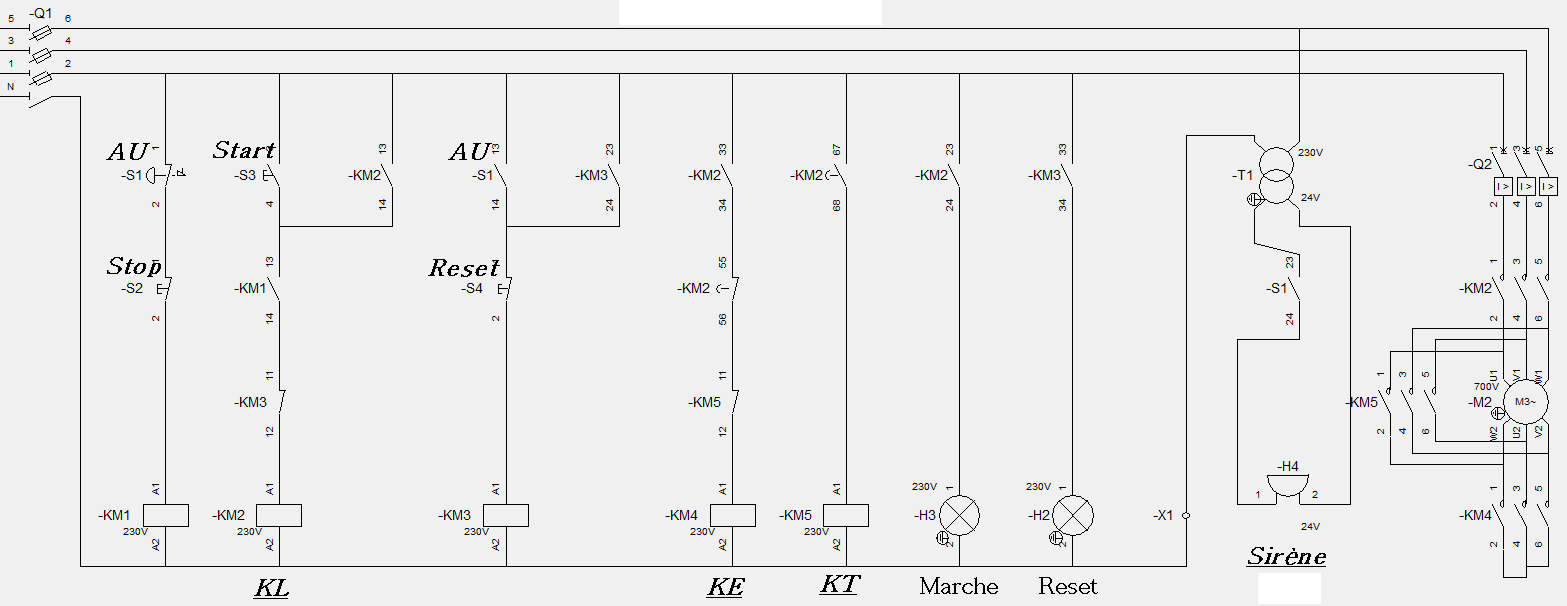 -Q1
5 6
3 4
1 2
N
AU 1 Start 3 13 AU 13 23 33 67 23 33 230V 1 3 5
-S1 -S3 -KM2 -S1 -KM3 -KM2 -KM2 -KM2 -KM3 -T1 -Q2
I > I > I >
2 4 14 14 24 34 68 24 34 24V 2 4 6
Stop 1 13 Reset 1 55 23 1 3 5
-S2 -KM1 -S4 -KM2 -S1 -KM2
2 14 2 56 24 2 4 6
11 11 1 3 5 U1 V1 W1
700V
-KM3 -KM5 -KM5 -M2 M3~
12 12 2 4 6 W2 U2 V2
-H4
1 2
A1 A1 A1 A1 A1 230V 1 230V 1 1 3 5
-KM1 -KM2 -KM3 -KM4 -KM5 -H3 -H2 -X1 -KM4
230V 230V 230V 230V 230V 24V
A2 A2 A2 A2 A2 2 2 2 4 6
Sirène
KL KE KT Marche Reset